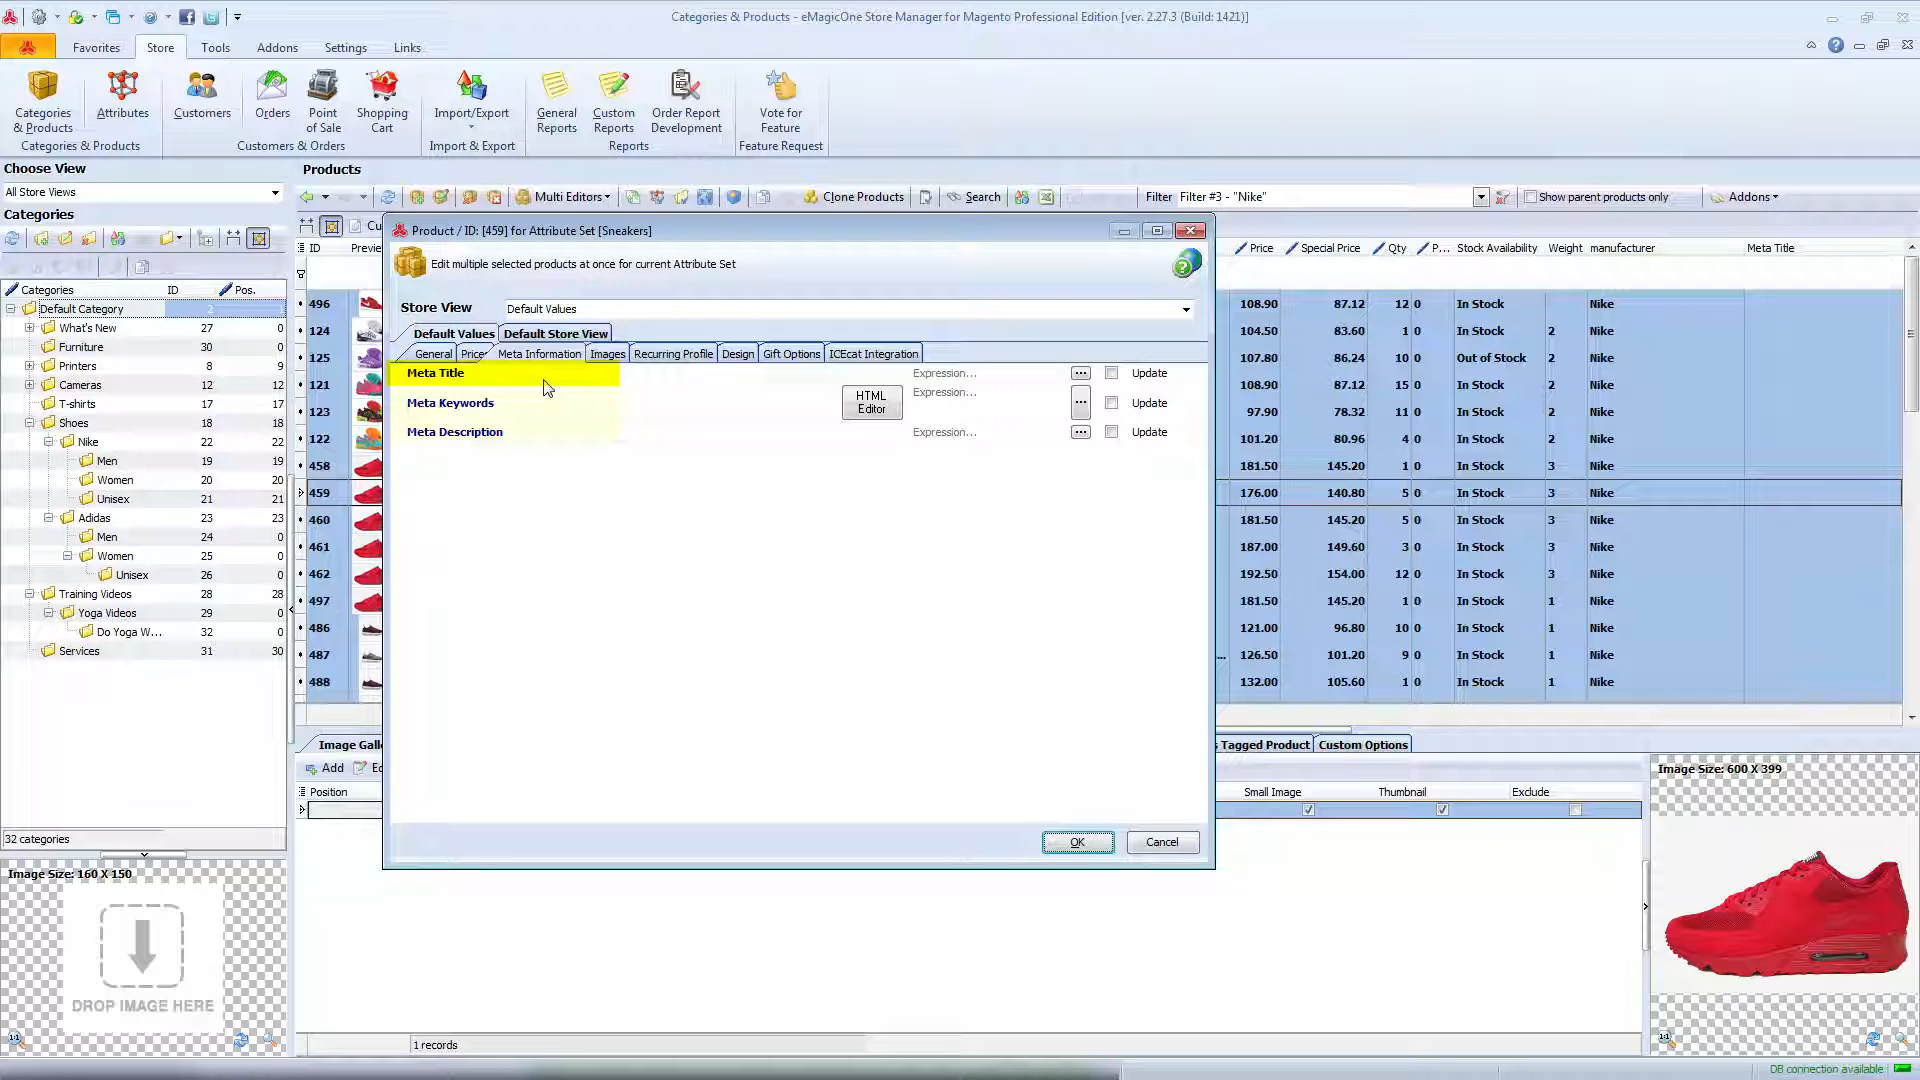 Categories & Products - eMagicOne Store Manager for Magento Professional Edition [ver. 2.27.3 (Build: 1421)]
Favorites Store Tools Addons Settings Links
Categories & Products
Attributes
Customers
Orders
Point of Sale
Shopping Cart
Import/Export
General Reports
Custom Reports
Order Report Development
Vote for Feature
Categories & Products Customers & Orders Import & Export Reports Feature Request
Choose View
All Store Views
Categories
Categories ID Pos.
Default Category 2
What's New 27 0
Furniture 30 0
Printers 8 9
Cameras 12 12
T-shirts 17 17
Shoes 18 18
Nike 22 22
Men 19 19
Women 20 20
Unisex 21 21
Adidas 23 23
Men 24 0
Women 25 0
Unisex 26 0
Training Videos 28 28
Yoga Videos 29 0
Do Yoga W... 32 0
Services 31 30
32 categories
Image Size: 160 X 150
DROP IMAGE HERE
Products
Multi Editors Clone Products Search Filter Filter #3 - "Nike" Show parent products only Addons
Product / ID: [459] for Attribute Set [Sneakers]
Edit multiple selected products at once for current Attribute Set
Store View Default Values
Default Values Default Store View
General Prices Meta Information Images Recurring Profile Design Gift Options ICEcat Integration
Meta Title Expression... Update
Meta Keywords HTML Editor Expression... Update
Meta Description Expression... Update
OK Cancel
ID Price Special Price Qty P... Stock Availability Weight manufacturer Meta Title
496 108.90 87.12 12 0 In Stock Nike
124 104.50 83.60 1 0 In Stock 2 Nike
125 107.80 86.24 10 0 Out of Stock 2 Nike
121 108.90 87.12 15 0 In Stock 2 Nike
123 97.90 78.32 11 0 In Stock 2 Nike
122 101.20 80.96 4 0 In Stock 2 Nike
458 181.50 145.20 1 0 In Stock 3 Nike
459 176.00 140.80 5 0 In Stock 3 Nike
460 181.50 145.20 5 0 In Stock 3 Nike
461 187.00 149.60 3 0 In Stock 3 Nike
462 192.50 154.00 12 0 In Stock 3 Nike
497 181.50 145.20 1 0 In Stock 1 Nike
486 121.00 96.80 10 0 In Stock 1 Nike
487 126.50 101.20 9 0 In Stock 1 Nike
488 132.00 105.60 1 0 In Stock 1 Nike
Tagged Product Custom Options
Add
Position Small Image Thumbnail Exclude
1 records
Image Size: 600 X 399
DB connection available